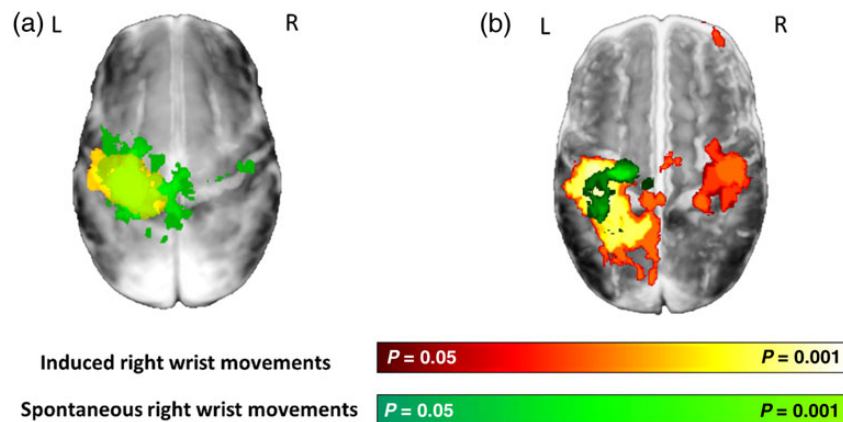 (a) L R (b) L R
Induced right wrist movements P = 0.05 P = 0.001
Spontaneous right wrist movements P = 0.05 P = 0.001